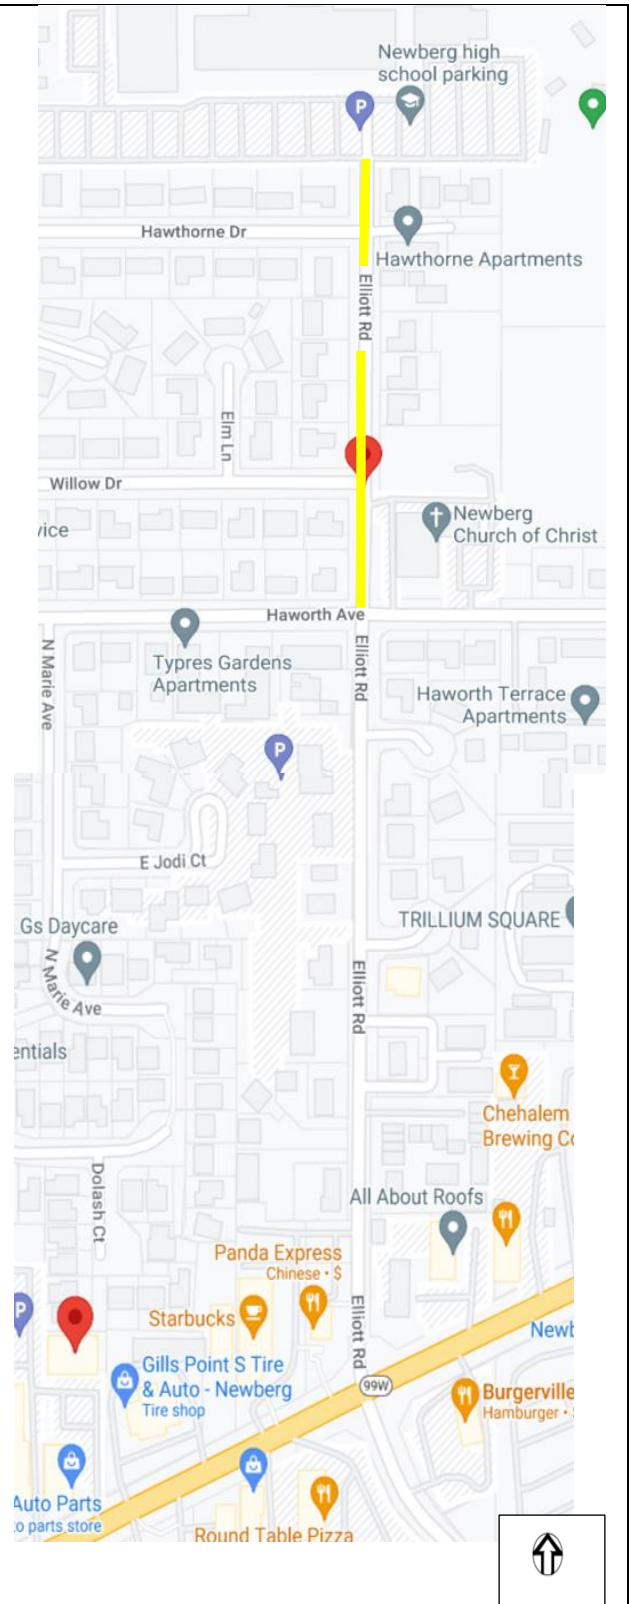 Newberg high
school parking
P
Hawthorne Dr
Hawthorne Apartments
Elliott Rd
Elm Ln
Willow Dr
vice
Newberg
Church of Christ
Haworth Ave
Typres Gardens
Apartments
Elliott Rd
N Marie Ave
Haworth Terrace
Apartments
P
E Jodi Ct
Gs Daycare
TRILLIUM SQUARE
N Marie Ave
Elliott Rd
entials
Chehalem
Brewing Co
Dolash Ct
All About Roofs
Panda Express
Chinese • $
P
Starbucks
Elliott Rd
Newb
Gills Point S Tire
& Auto - Newberg
Tire shop
99W
Burgerville
Hamburger •
Auto Parts
to parts store
Round Table Pizza